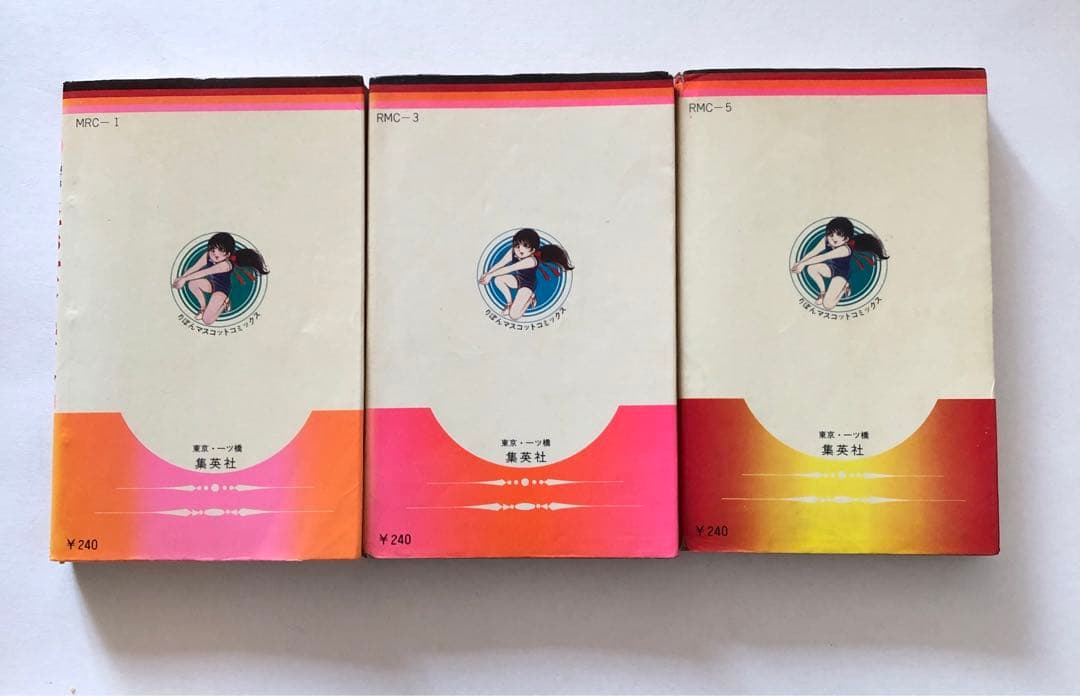 MRC－1
りぼんマスコットコミックス
東京・一ツ橋
集英社
￥240
RMC－3
りぼんマスコットコミックス
東京・一ツ橋
集英社
￥240
RMC－5
りぼんマスコットコミックス
東京・一ツ橋
集英社
￥240